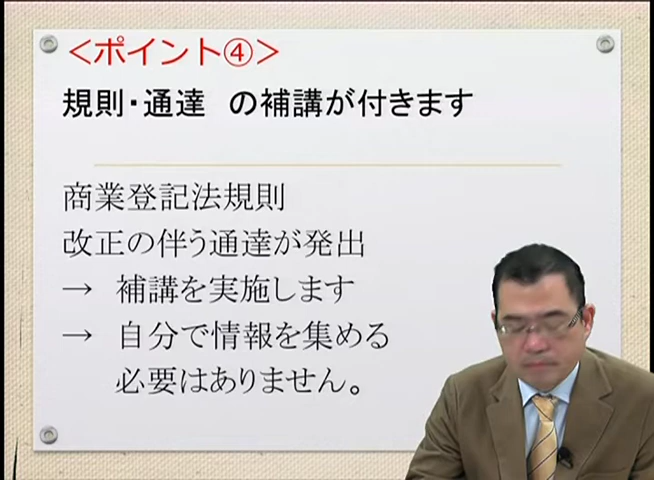 ＜ポイント④＞
規則・通達　の補講が付きます
商業登記法規則
改正の伴う通達が発出
→　補講を実施します
→　自分で情報を集める
必要はありません。